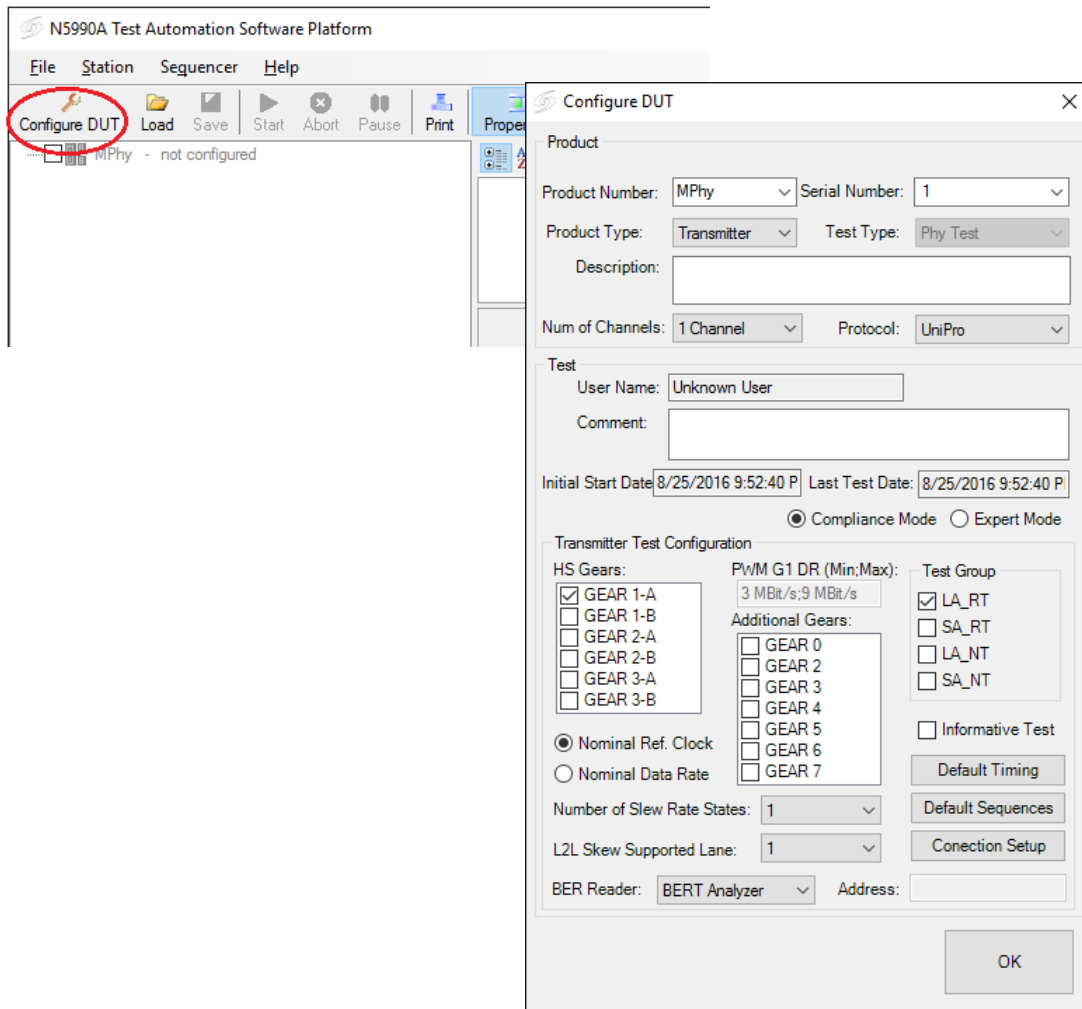 N5990A Test Automation Software Platform
File Station Sequencer Help
Configure DUT Load Save Start Abort Pause Print Proper
MPhy - not configured
A
Z
Configure DUT
Product
Product Number: MPhy Serial Number: 1
Product Type: Transmitter Test Type: Phy Test
Description:
Num of Channels: 1 Channel Protocol: UniPro
Test
User Name: Unknown User
Comment:
Initial Start Date 8/25/2016 9:52:40 P Last Test Date: 8/25/2016 9:52:40 P
Compliance Mode Expert Mode
Transmitter Test Configuration
HS Gears: PWM G1 DR (Min;Max): Test Group
GEAR 1-A 3 MBit/s;9 MBit/s LA_RT
GEAR 1-B Additional Gears: SA_RT
GEAR 2-A GEAR 0 LA_NT
GEAR 2-B GEAR 2 SA_NT
GEAR 3-A GEAR 3
GEAR 3-B GEAR 4
GEAR 5 Informative Test
Nominal Ref. Clock GEAR 6
Nominal Data Rate GEAR 7 Default Timing
Number of Slew Rate States: 1 Default Sequences
L2L Skew Supported Lane: 1 Conection Setup
BER Reader: BERT Analyzer Address:
OK